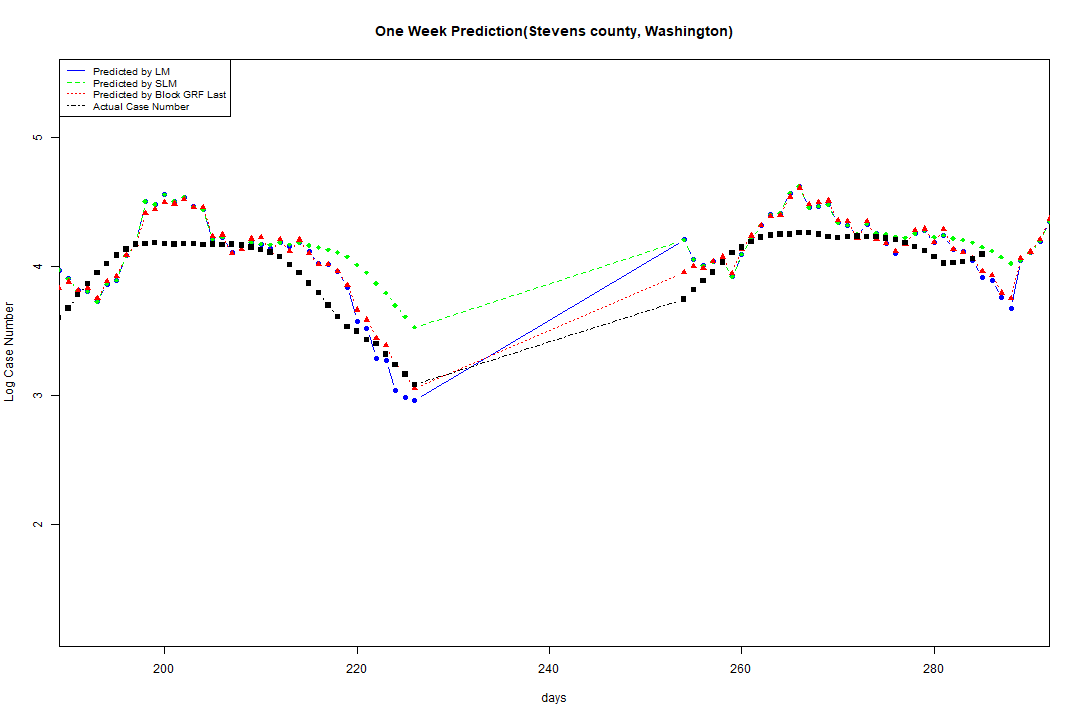 One Week Prediction(Stevens county, Washington)
Predicted by LM
Predicted by SLM
Predicted by Block GRF Last
Actual Case Number
5
4
3
2
Log Case Number
200 220 240 260 280
days